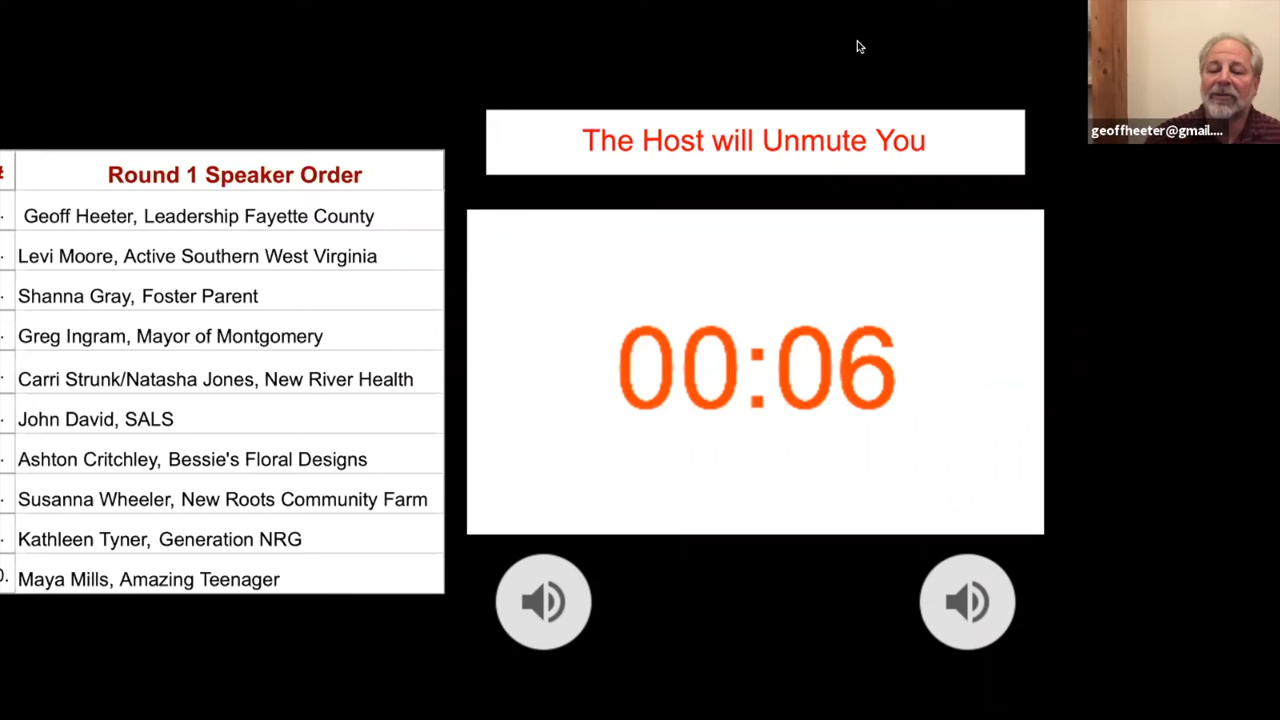 The Host will Unmute You
geoffheeter@gmail....
Round 1 Speaker Order
Geoff Heeter, Leadership Fayette County
Levi Moore, Active Southern West Virginia
Shanna Gray, Foster Parent
Greg Ingram, Mayor of Montgomery
Carri Strunk/Natasha Jones, New River Health
John David, SALS
Ashton Critchley, Bessie's Floral Designs
Susanna Wheeler, New Roots Community Farm
Kathleen Tyner, Generation NRG
Maya Mills, Amazing Teenager
00:06